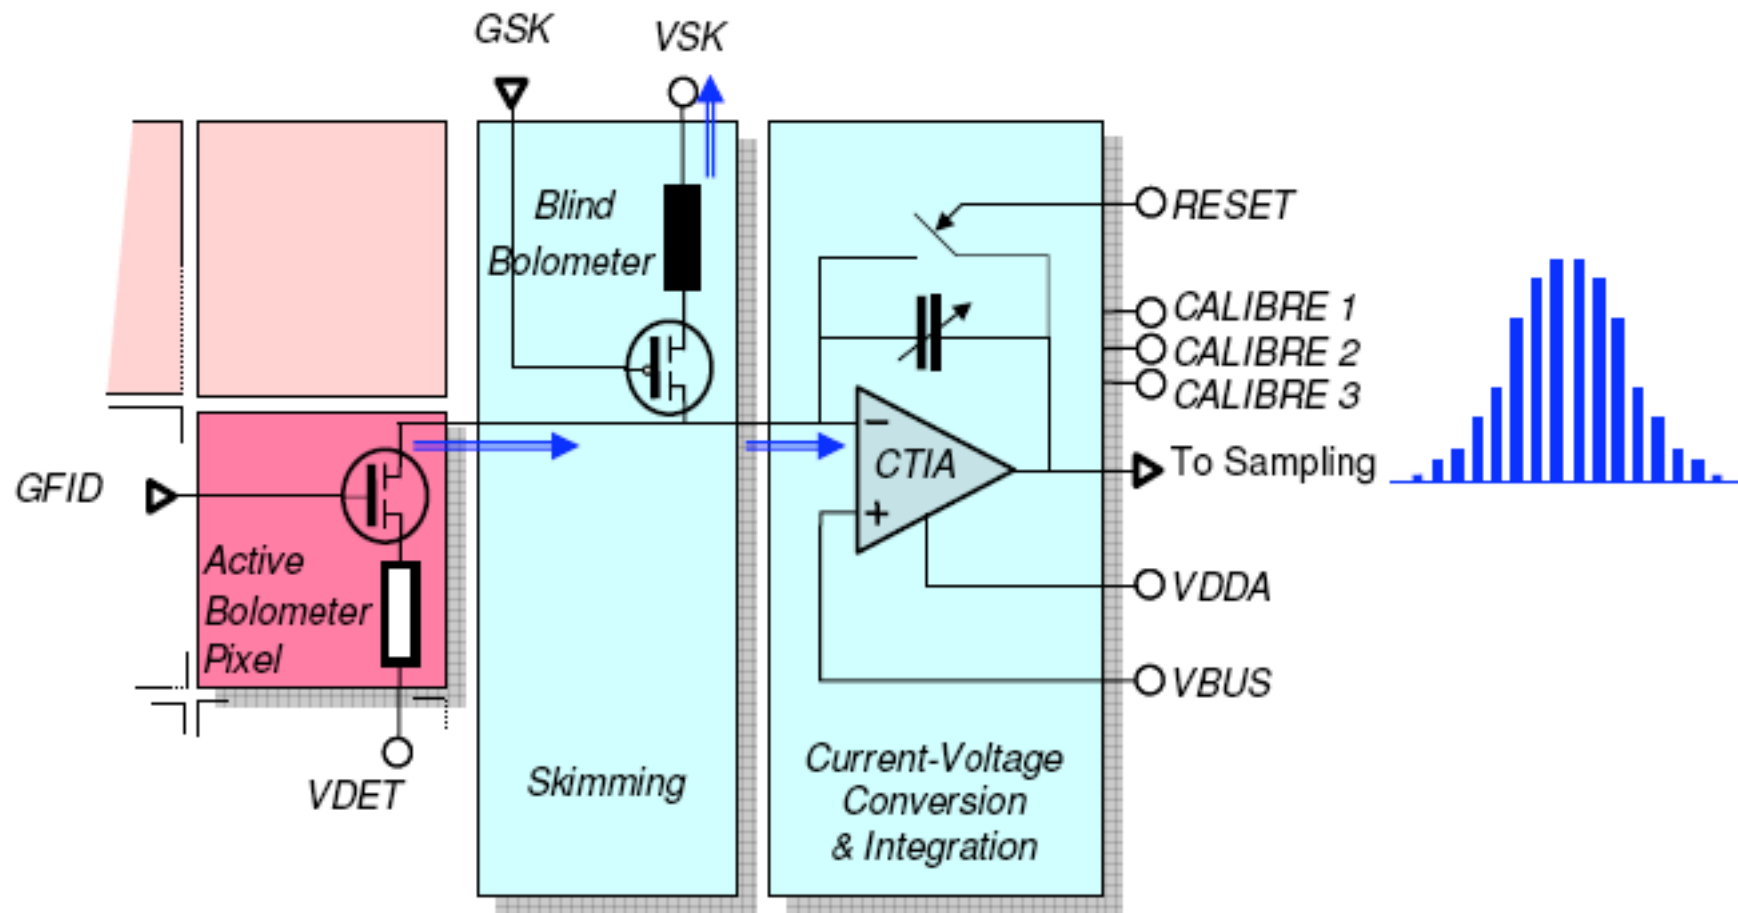 GSK
VSK
Blind
Bolometer
RESET
CALIBRE 1
CALIBRE 2
CALIBRE 3
GFID
CTIA
To Sampling
Active
Bolometer
Pixel
VDDA
VBUS
VDET
Skimming
Current-Voltage
Conversion
& Integration